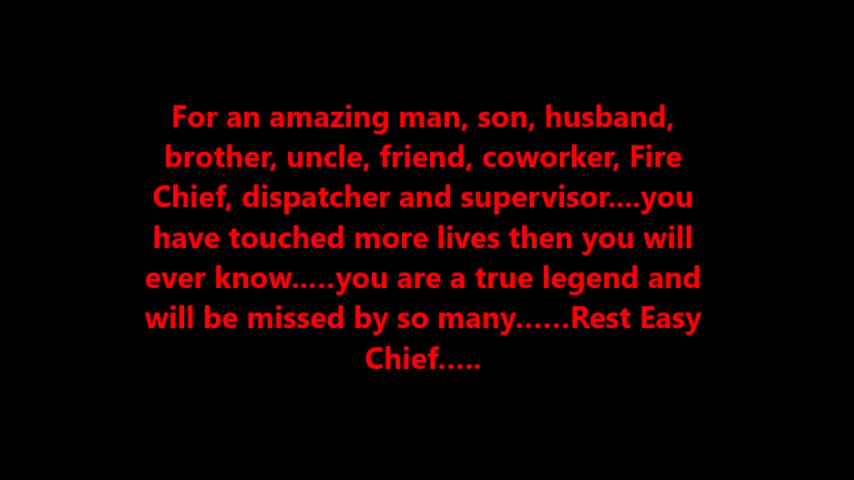 For an amazing man, son, husband,
brother, uncle, friend, coworker, Fire
Chief, dispatcher and supervisor....you
have touched more lives then you will
ever know.....you are a true legend and
will be missed by so many......Rest Easy
Chief.....